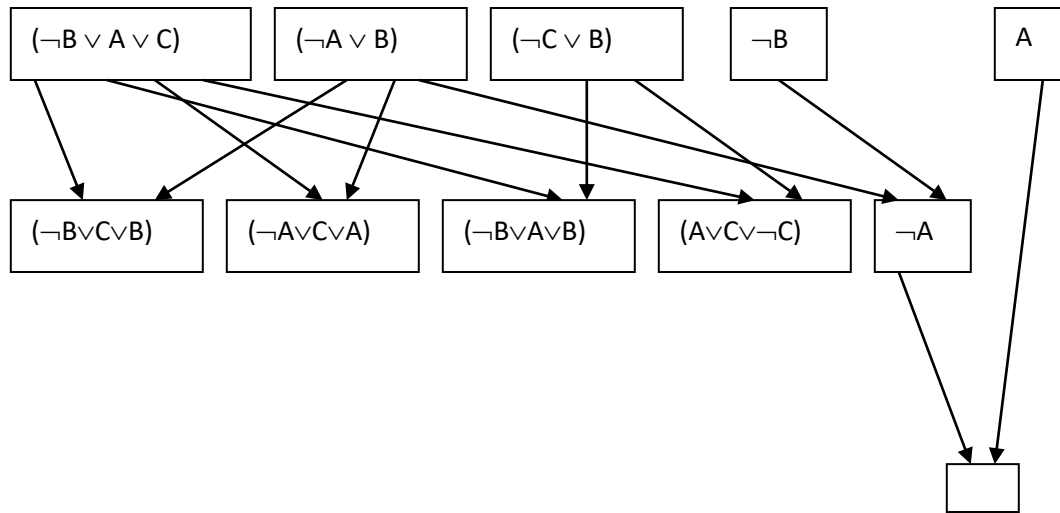 (¬B ∨ A ∨ C) (¬A ∨ B) (¬C ∨ B) ¬B A
(¬B∨C∨B) (¬A∨C∨A) (¬B∨A∨B) (A∨C∨¬C) ¬A